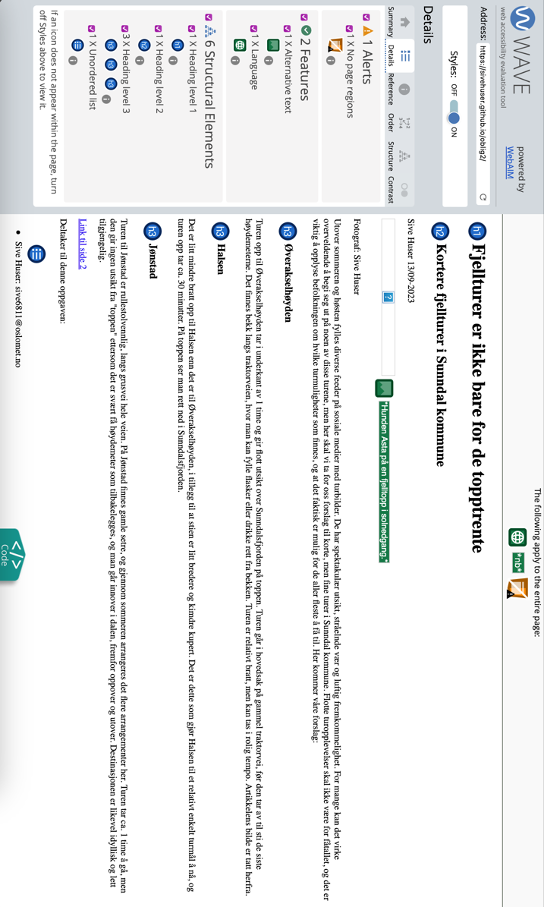 WAVE
web accessibility evaluation tool
powered by
WebAIM
Address: https://sivehuser.github.io/oblig2/
Styles: OFF ON
Details
Summary Details Reference Order Structure Contrast
1 Alerts
1 X No page regions
2 Features
1 X Alternative text
1 X Language
6 Structural Elements
1 X Heading level 1
1 X Heading level 2
3 X Heading level 3
1 X Unordered list
If an icon does not appear within the page, turn
off Styles above to view it.
The following apply to the entire page:
*nb*
h1 Fjellturer er ikke bare for de topptrente
h2 Kortere fjellturer i Sunndal kommune
Sive Huser 13/09-2023
*Hunden Asta på en fjelltopp i solnedgang.*
Fotograf: Sive Huser
Utover sommeren og høsten fylles diverse feeder på sosiale medier med turbilder. De har spektakulær utsikt, strålende vær og luftig fremkommelighet. For mange kan det virke
overveldende å begi seg ut på noen av disse turene, men her skal vi ta for oss forslag til korte, men fine turer i Sunndal kommune. Flotte turopplevelser skal ikke være for fåtallet, og det er
viktig å opplyse befolkningen om hvilke turmuligheter som finnes, og at det faktisk er mulig for de aller fleste å få til. Her kommer våre forslag:
h3 Øverakselhøyden
Turen opp til Øverakselhøyden tar i underkant av 1 time og gir flott utsikt over Sunndalsfjorden på toppen. Turen går i hovedsak på gammel traktorvei, før den tar av til sti de siste
høydemeterne. Det finnes bekk langs traktorveien, hvor man kan fylle flasker eller drikke rett fra bekken. Turen er relativt bratt, men kan tas i rolig tempo. Artikkelens bilde er tatt herfra.
h3 Halsen
Det er litt mindre bratt opp til Halsen enn det er til Øverakselhøyden, i tillegg til at stien er litt bredere og mindre kupert. Det er dette som gjør Halsen til et relativt enkelt turmål å nå, og
turen opp tar ca. 30 minutter. På toppen ser man rett ned i Sunndalsfjorden.
h3 Jønstad
Turen til Jønstad er rullestolvennlig, langs grusvei hele veien. På Jønstad finnes gamle setre, og gjennom sommeren arrangeres det flere arrangementer her. Turen tar ca. 1 time å gå, men
den gir ingen utsikt fra "toppen" ettersom det er svært få høydemeter som tilbakelegges, og man går innover i dalen, fremfor oppover og utover. Destinasjonen er likevel idyllisk og lett
tilgjengelig.
Link til side 2
Deltaker til denne oppgaven:
Sive Huser: sive6811@oslomet.no
</> Code